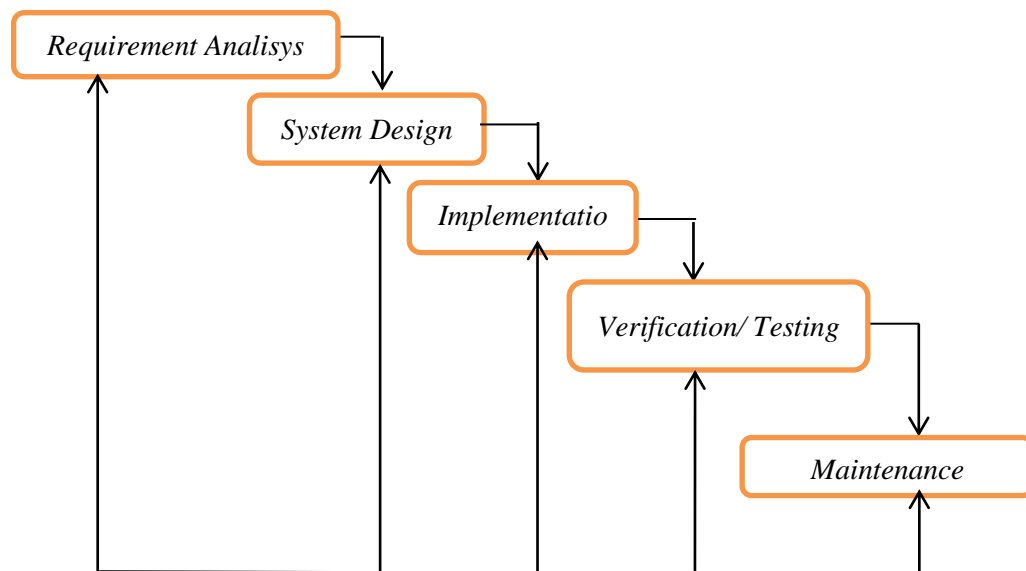 Requirement Analisys
System Design
Implementatio
Verification/ Testing
Maintenance